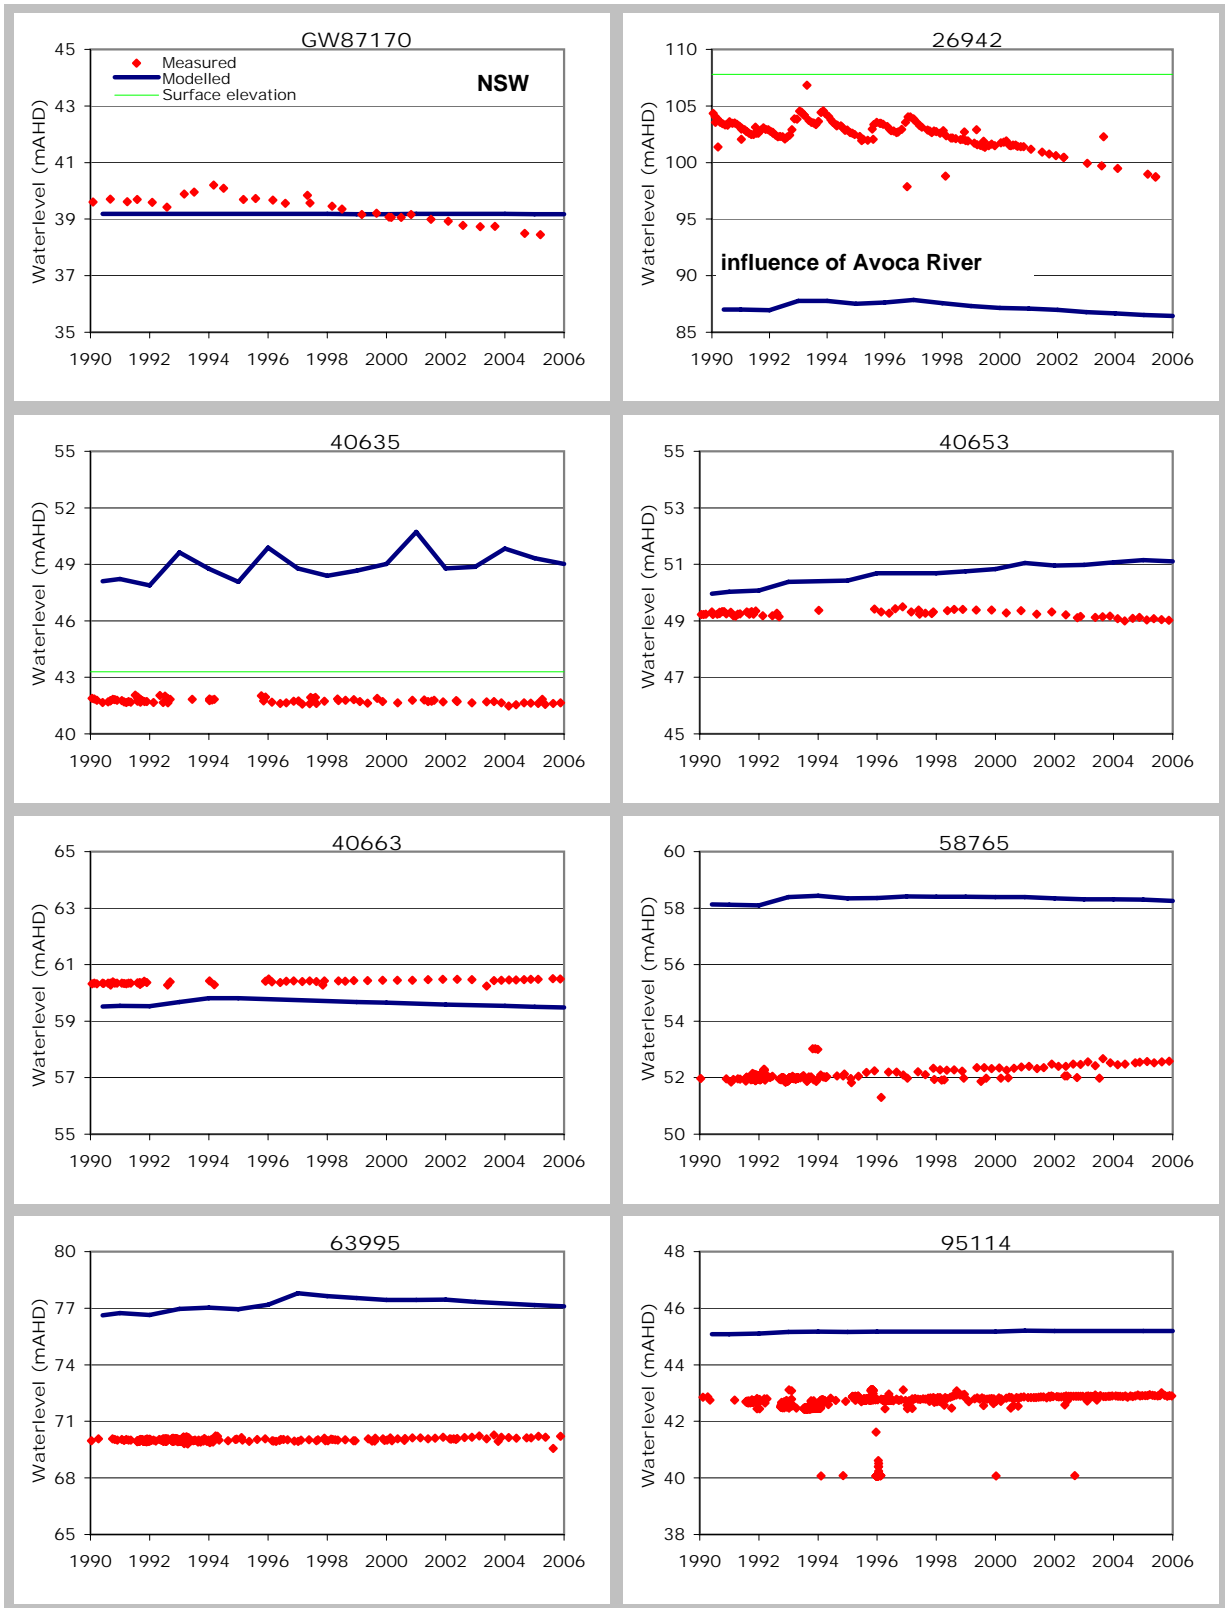 GW87170
Measured
Modelled
Surface elevation
NSW
Waterlevel (mAHD)
45
43
41
39
37
35
1990 1992 1994 1996 1998 2000 2002 2004 2006
26942
influence of Avoca River
Waterlevel (mAHD)
110
105
100
95
90
85
1990 1992 1994 1996 1998 2000 2002 2004 2006
40635
Waterlevel (mAHD)
55
52
49
46
43
40
1990 1992 1994 1996 1998 2000 2002 2004 2006
40653
Waterlevel (mAHD)
55
53
51
49
47
45
1990 1992 1994 1996 1998 2000 2002 2004 2006
40663
Waterlevel (mAHD)
65
63
61
59
57
55
1990 1992 1994 1996 1998 2000 2002 2004 2006
58765
Waterlevel (mAHD)
60
58
56
54
52
50
1990 1992 1994 1996 1998 2000 2002 2004 2006
63995
Waterlevel (mAHD)
80
77
74
71
68
65
1990 1992 1994 1996 1998 2000 2002 2004 2006
95114
Waterlevel (mAHD)
48
46
44
42
40
38
1990 1992 1994 1996 1998 2000 2002 2004 2006